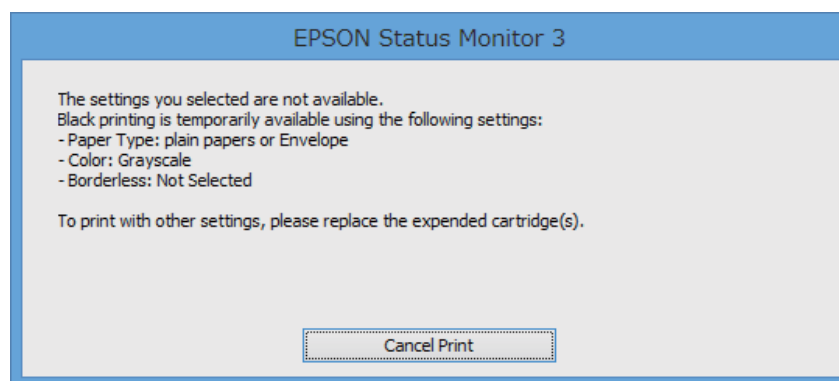 EPSON Status Monitor 3
The settings you selected are not available.
Black printing is temporarily available using the following settings:
- Paper Type: plain papers or Envelope
- Color: Grayscale
- Borderless: Not Selected
To print with other settings, please replace the expended cartridge(s).
Cancel Print